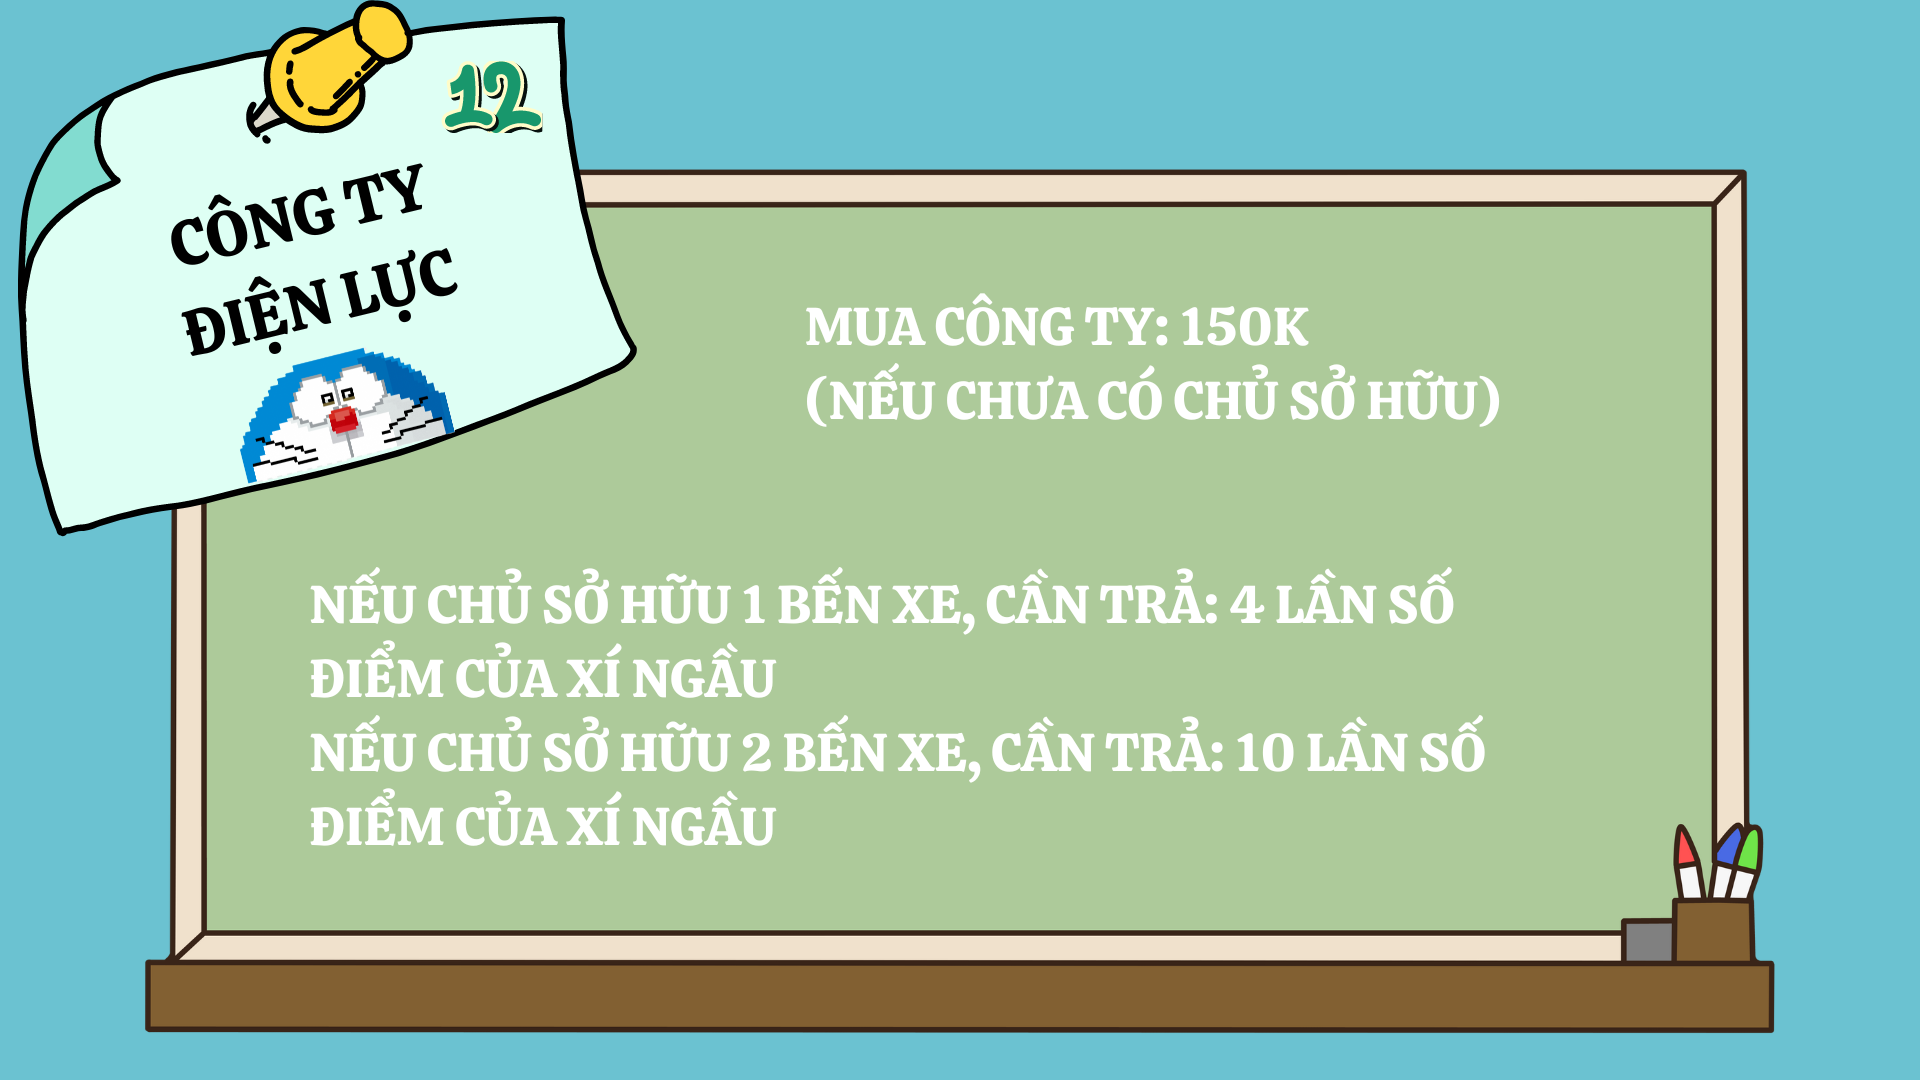 12
CÔNG TY
ĐIỆN LỰC
MUA CÔNG TY: 150K
(NẾU CHƯA CÓ CHỦ SỞ HỮU)
NẾU CHỦ SỞ HỮU 1 BẾN XE, CẦN TRẢ: 4 LẦN SỐ
ĐIỂM CỦA XÍ NGẦU
NẾU CHỦ SỞ HỮU 2 BẾN XE, CẦN TRẢ: 10 LẦN SỐ
ĐIỂM CỦA XÍ NGẦU